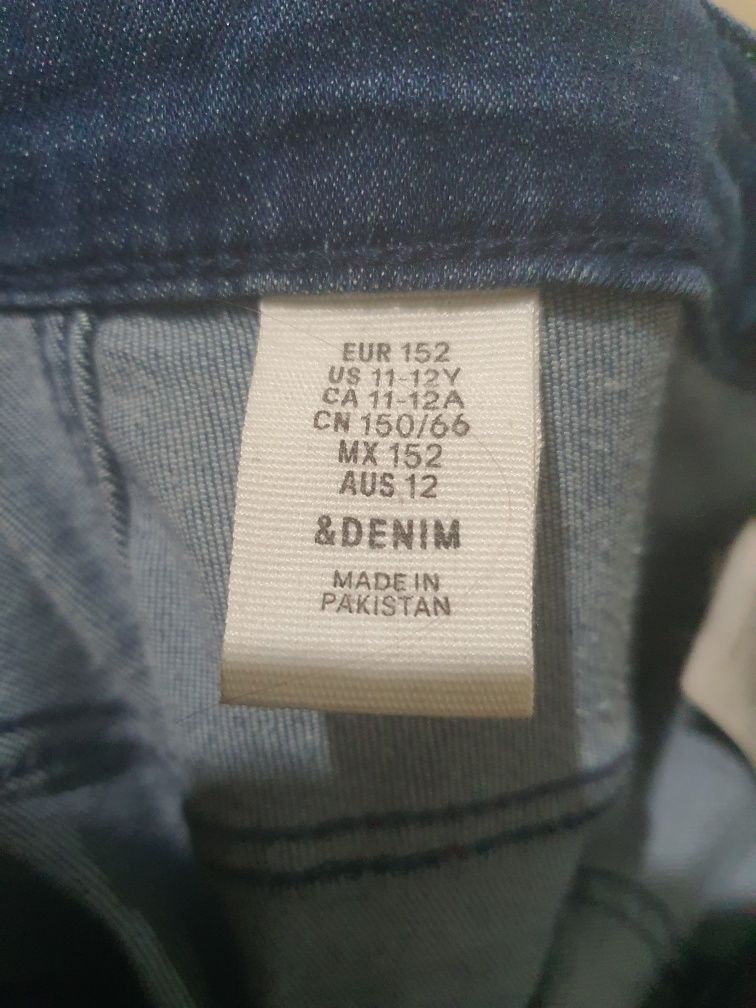 EUR 152
US 11-12Y
CA 11-12A
CN 150/66
MX 152
AUS 12
&DENIM
MADE IN
PAKISTAN